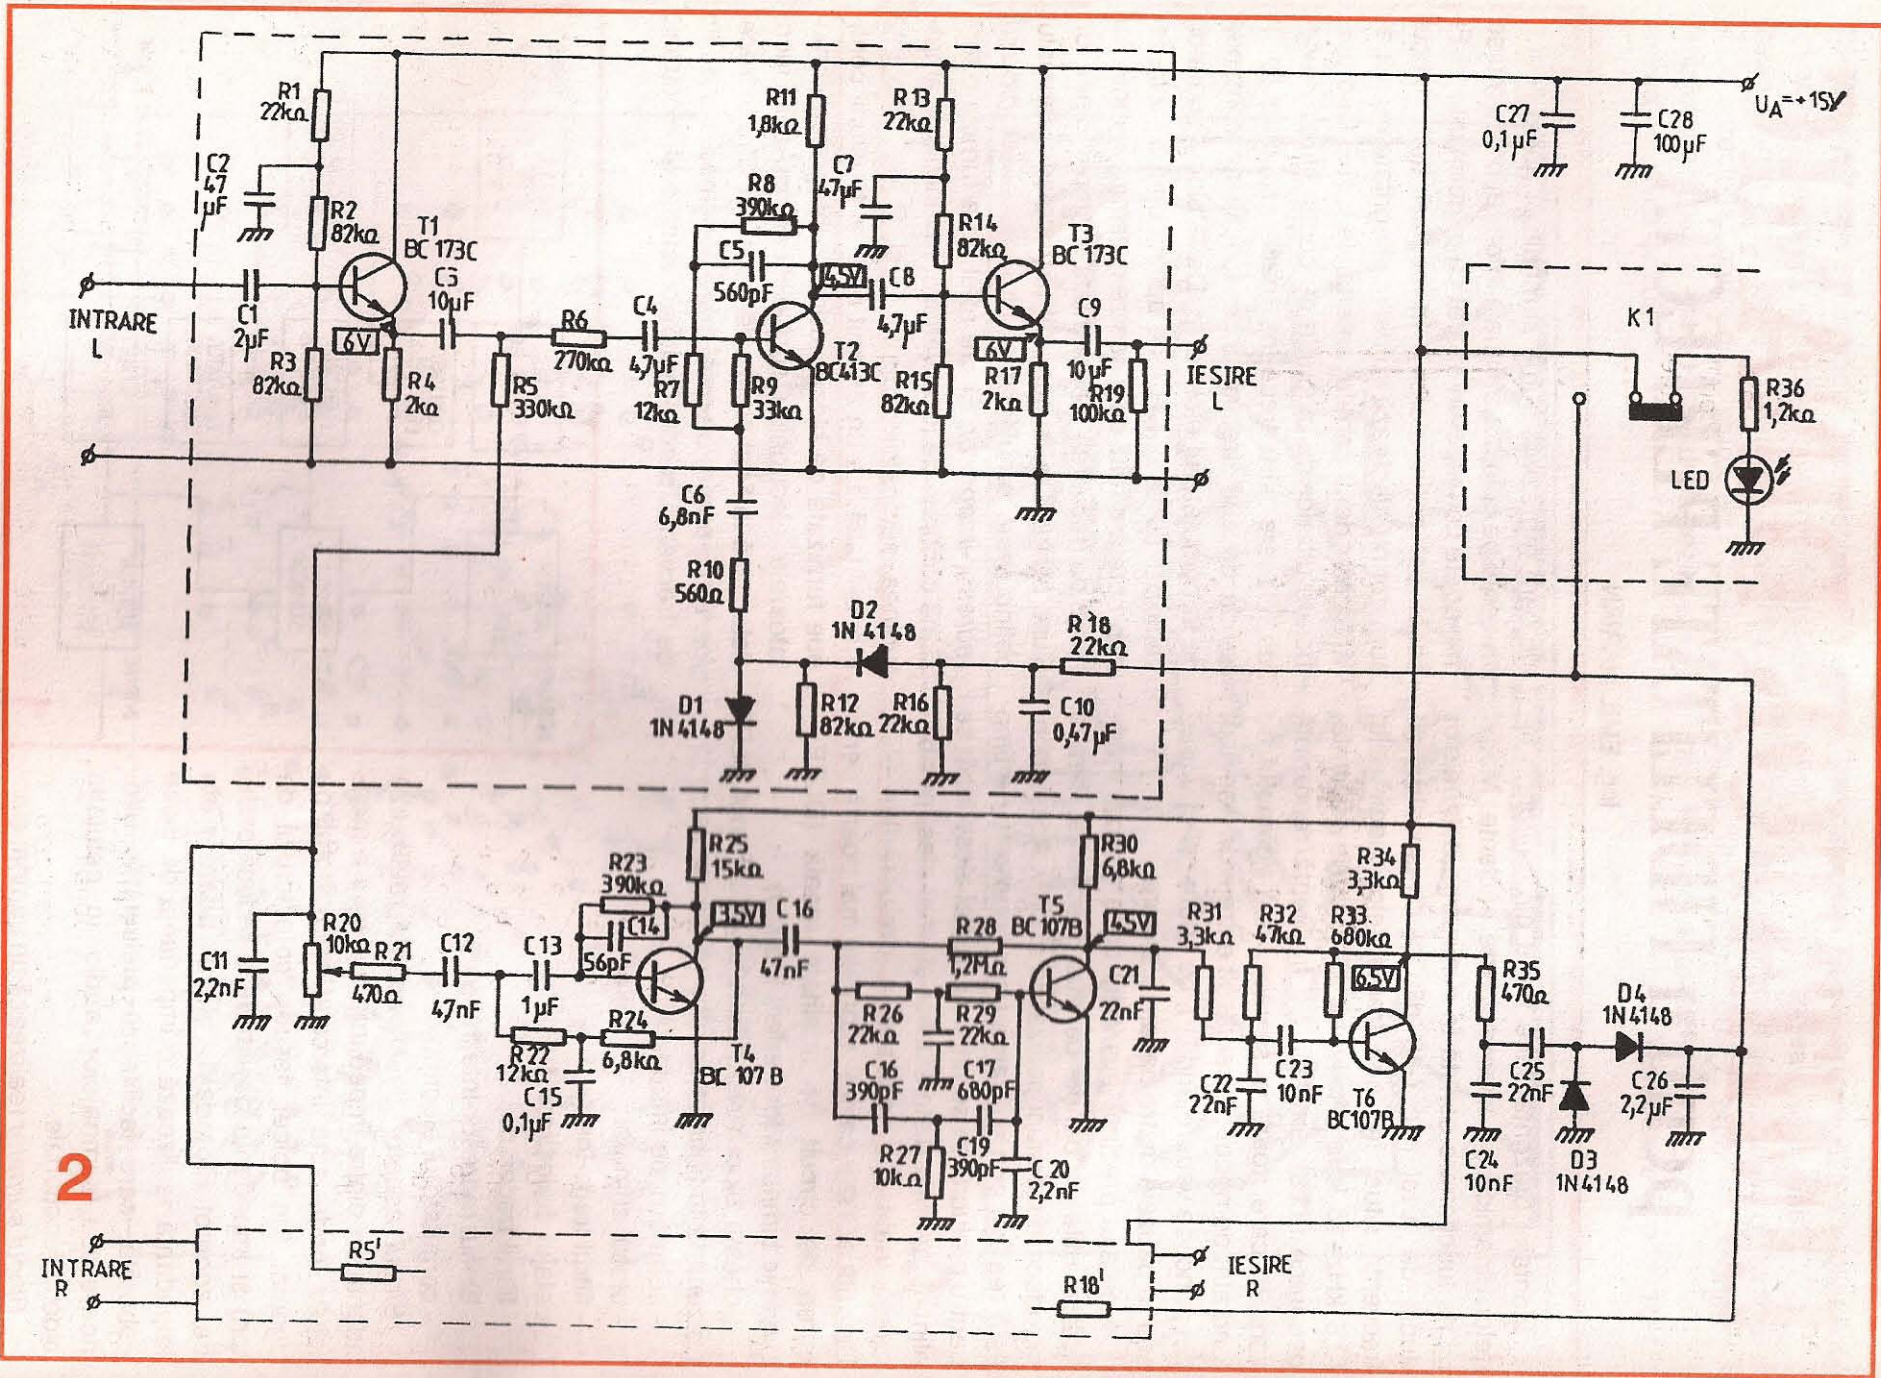 R1
22kΩ
C2
47
µF
R2
82kΩ
T1
BC 173C
C3
10µF
INTRARE
L
C1
2µF
6V
R3
82kΩ
R4
2kΩ
R5
330kΩ
R6
270kΩ
C4
4,7µF
R7
12kΩ
R8
390kΩ
C5
560pF
R9
33kΩ
R11
1,8kΩ
4,5V
T2
BC413C
C7
47µF
C8
4,7µF
R13
22kΩ
R14
82kΩ
R15
82kΩ
T3
BC 173C
6V
R17
2kΩ
C9
10µF
R19
100kΩ
IESIRE
L
C27
0,1µF
C28
100µF
UA=+15V
K1
R36
1,2kΩ
LED
C6
6,8nF
R10
560Ω
D2
1N 4148
R18
22kΩ
D1
1N 4148
R12
82kΩ
R16
22kΩ
C10
0,47µF
R25
15kΩ
R23
390kΩ
C14
56pF
3,5V
C16
47nF
R20
10kΩ
R21
470Ω
C11
2,2nF
C12
47nF
C13
1µF
R22
12kΩ
R24
6,8kΩ
C15
0,1µF
T4
BC 107 B
R28
1,2MΩ
R26
22kΩ
R29
22kΩ
C16
390pF
C17
680pF
R27
10kΩ
C19
390pF
C20
2,2nF
R30
6,8kΩ
T5
BC 107B
4,5V
C21
22nF
R31
3,3kΩ
R32
47kΩ
R33
680kΩ
R34
3,3kΩ
6,5V
C22
22nF
C23
10nF
T6
BC107B
R35
470Ω
C24
10nF
C25
22nF
D4
1N 4148
D3
1N 4148
C26
2,2µF
2
INTRARE
R
R5'
R18'
IESIRE
R